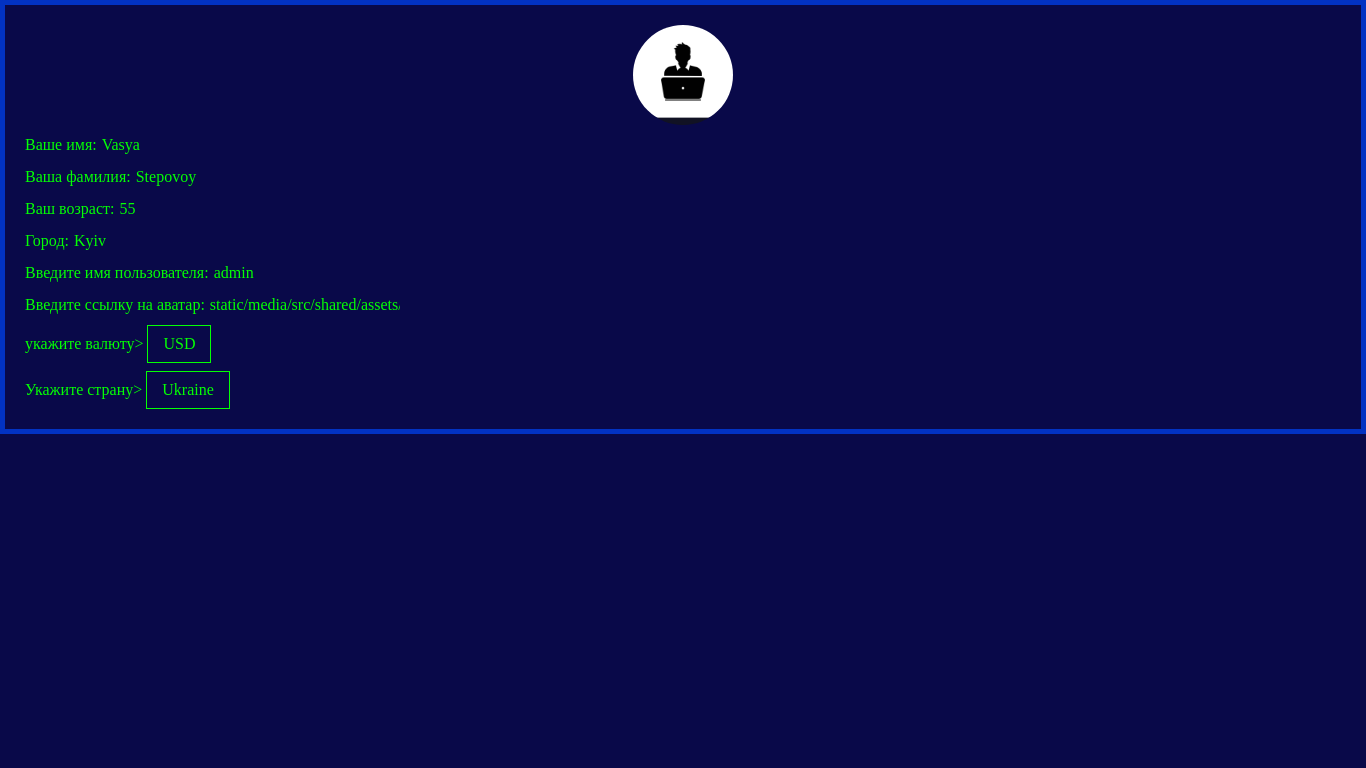 Ваше имя: Vasya
Ваша фамилия: Stepovoy
Ваш возраст: 55
Город: Kyiv
Введите имя пользователя: admin
Введите ссылку на аватар: static/media/src/shared/assets/
укажите валюту> USD
Укажите страну> Ukraine